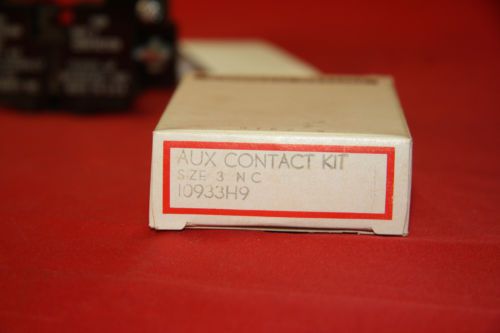 AUX CONTACT KIT
SIZE 3 N C
10933H9